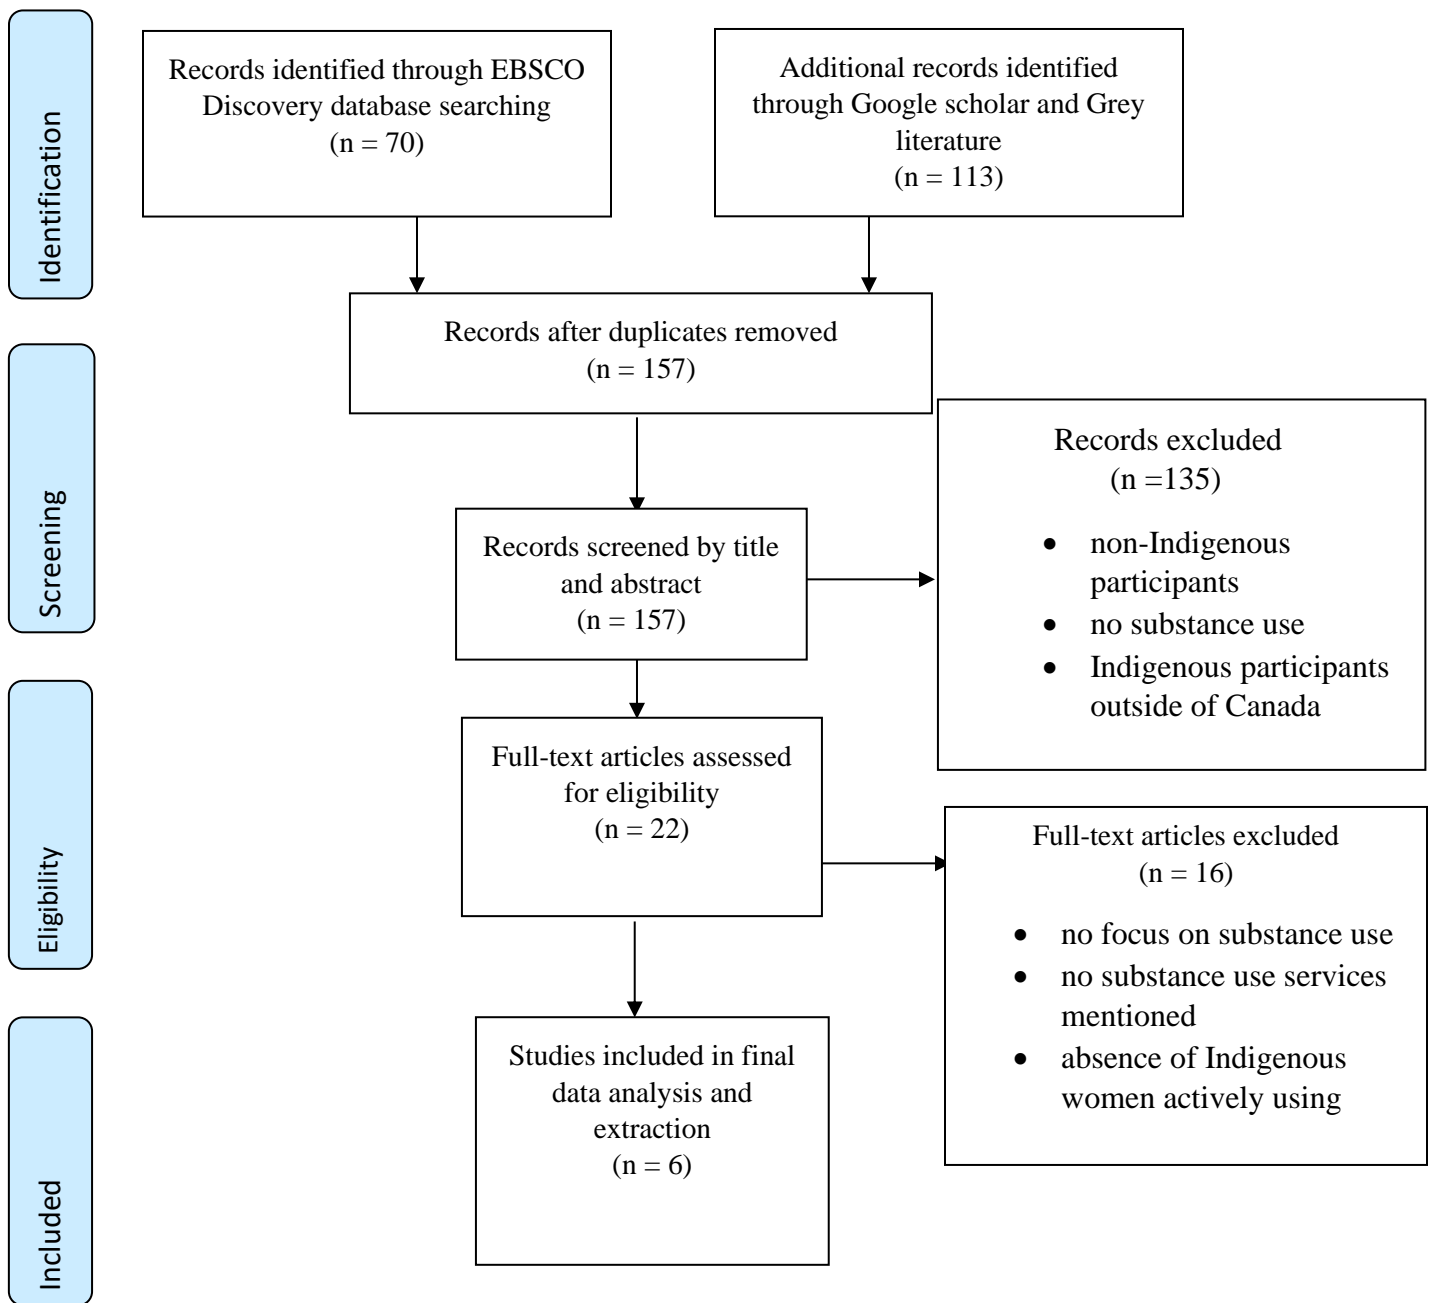 Identification
Records identified through EBSCO
Discovery database searching
(n = 70)
Additional records identified
through Google scholar and Grey
literature
(n = 113)
Records after duplicates removed
(n = 157)
Screening
Records screened by title
and abstract
(n = 157)
Records excluded
(n =135)
• non-Indigenous
participants
• no substance use
• Indigenous participants
outside of Canada
Eligibility
Full-text articles assessed
for eligibility
(n = 22)
Full-text articles excluded
(n = 16)
• no focus on substance use
• no substance use services
mentioned
• absence of Indigenous
women actively using
Included
Studies included in final
data analysis and
extraction
(n = 6)